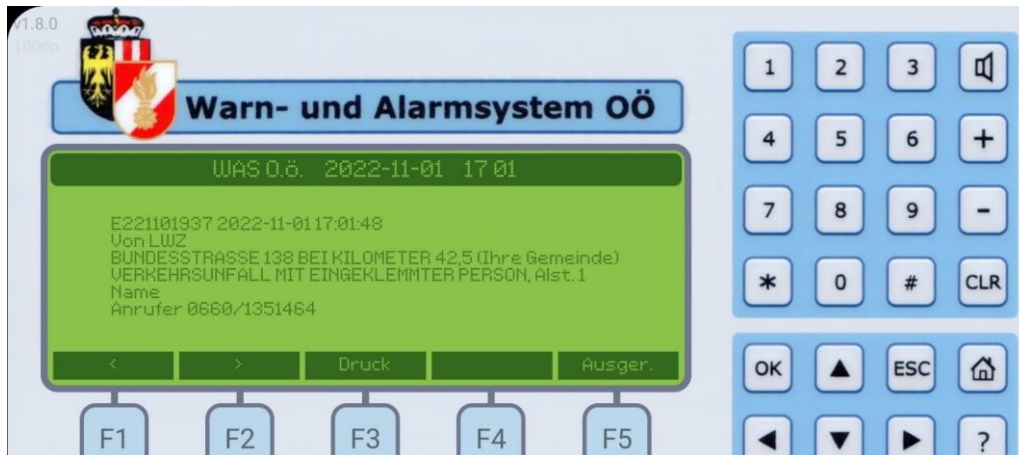 v1.8.0
100dp
Warn- und Alarmsystem OÖ
WAS O.ö. 2022-11-01 17 01
E221101937 2022-11-01 17:01:48
Von LWZ
BUNDESSTRASSE 138 BEI KILOMETER 42,5 (Ihre Gemeinde)
VERKEHRSUNFALL MIT EINGEKLEMMTER PERSON, Alst. 1
Name
Anrufer 0660/1351464
< > Druck Ausger.
F1 F2 F3 F4 F5
1 2 3
4 5 6 +
7 8 9 -
* 0 # CLR
OK ▲ ESC
◄ ▼ ► ?